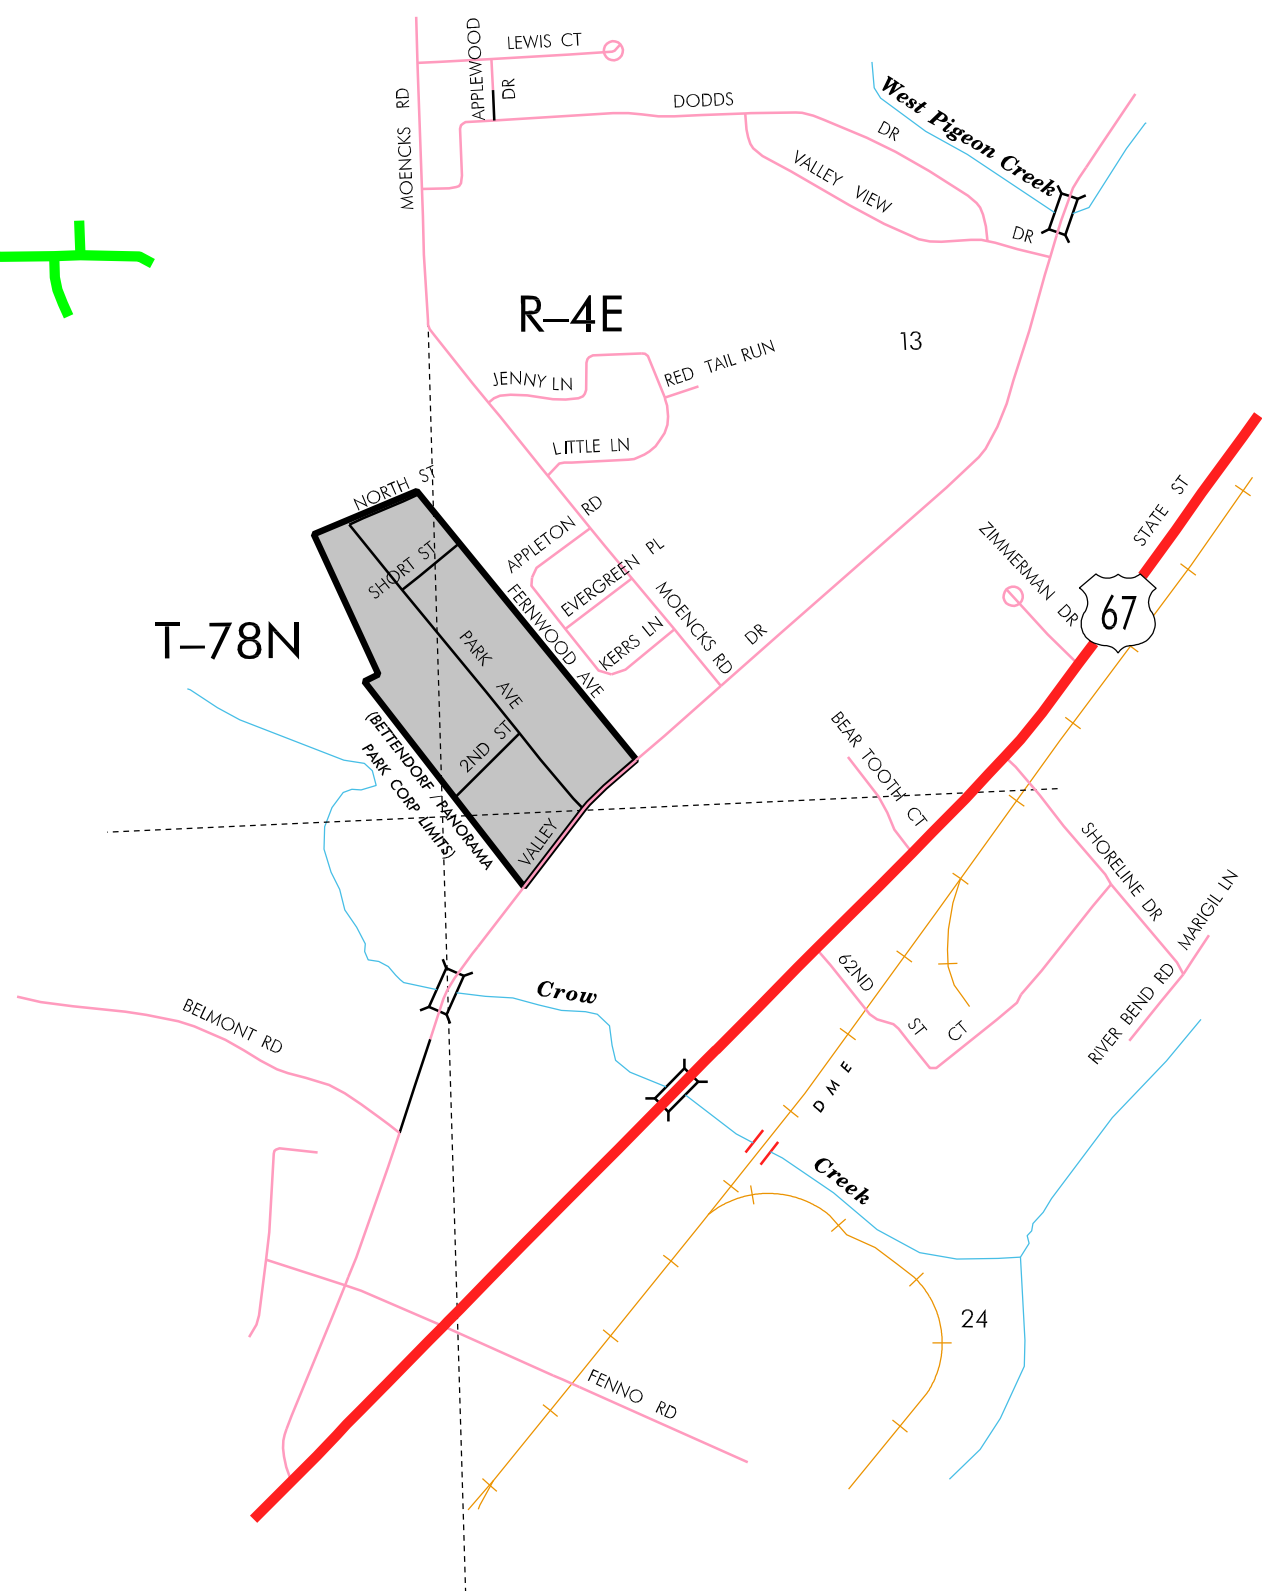 LEWIS CT
APPLEWOOD
DR
MOENCKS RD
DODDS
DR
West Pigeon Creek
VALLEY VIEW
DR
R-4E
13
JENNY LN
RED TAIL RUN
LITTLE LN
NORTH ST
APPLETON RD
STATE ST
ZIMMERMAN DR
SHORT ST
EVERGREEN PL
FERNWOOD AVE
MOENCKS RD
67
T-78N
PARK AVE
KERRS LN
DR
2ND ST
(BETTENDORF / PANORAMA
PARK CORP LIMITS)
BEAR TOOTH CT
VALLEY
SHORELINE DR
MARIGIL LN
62ND
ST CT
RIVER BEND RD
Crow
BELMONT RD
DME
Creek
24
FENNO RD